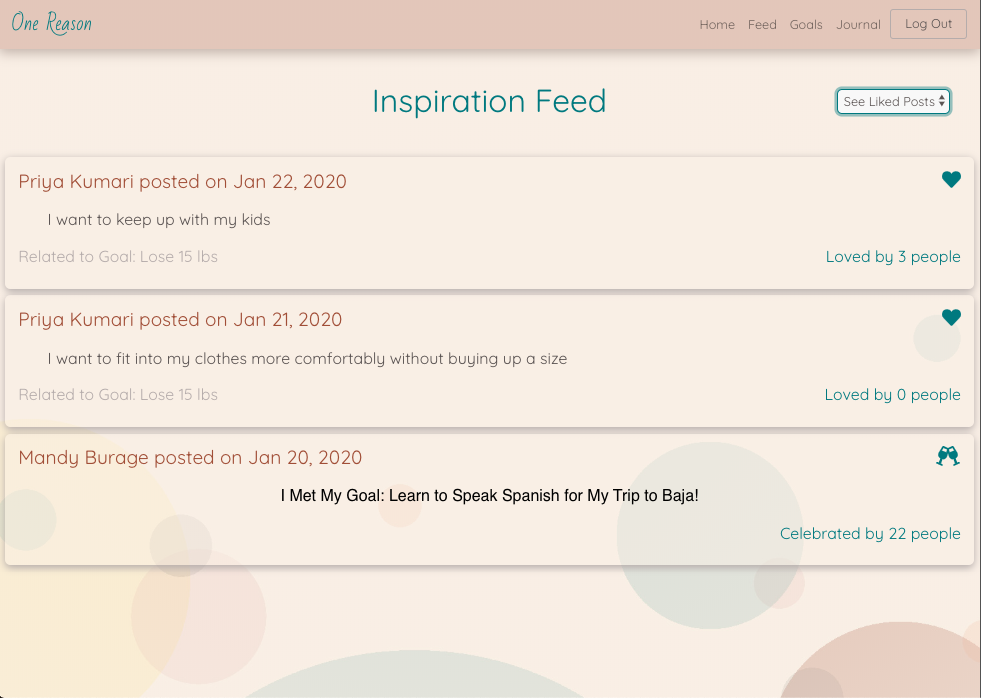 One Reason
Home Feed Goals Journal Log Out
Inspiration Feed
See Liked Posts
Priya Kumari posted on Jan 22, 2020
I want to keep up with my kids
Related to Goal: Lose 15 lbs
Loved by 3 people
Priya Kumari posted on Jan 21, 2020
I want to fit into my clothes more comfortably without buying up a size
Related to Goal: Lose 15 lbs
Loved by 0 people
Mandy Burage posted on Jan 20, 2020
I Met My Goal: Learn to Speak Spanish for My Trip to Baja!
Celebrated by 22 people